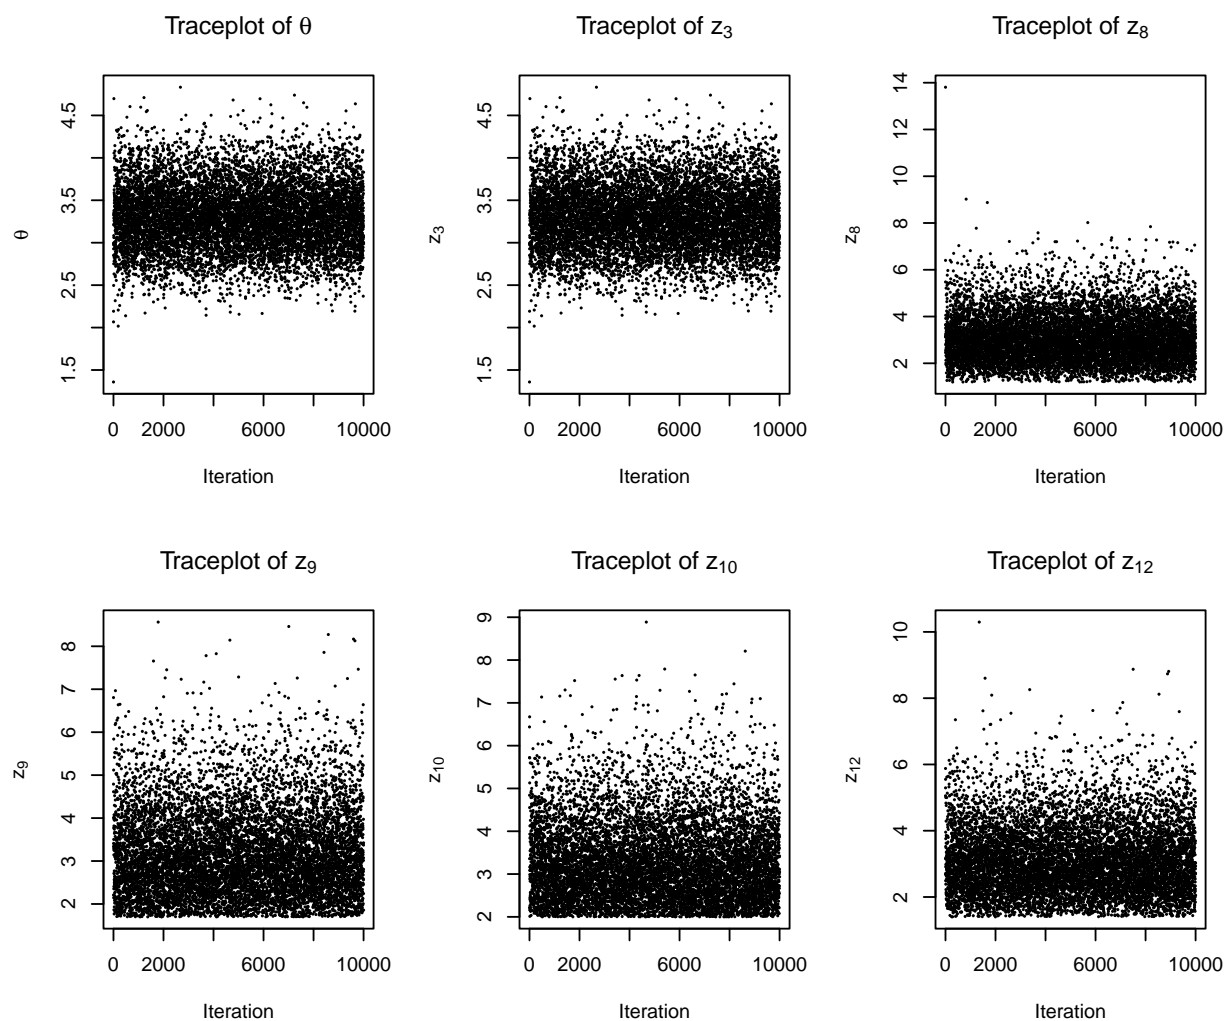 Traceplot of θ
θ
1.5 2.5 3.5 4.5
0 2000 6000 10000
Iteration
Traceplot of z3
z3
1.5 2.5 3.5 4.5
0 2000 6000 10000
Iteration
Traceplot of z8
z8
2 4 6 8 10 12 14
0 2000 6000 10000
Iteration
Traceplot of z9
z9
2 3 4 5 6 7 8
0 2000 6000 10000
Iteration
Traceplot of z10
z10
2 3 4 5 6 7 8 9
0 2000 6000 10000
Iteration
Traceplot of z12
z12
2 4 6 8 10
0 2000 6000 10000
Iteration